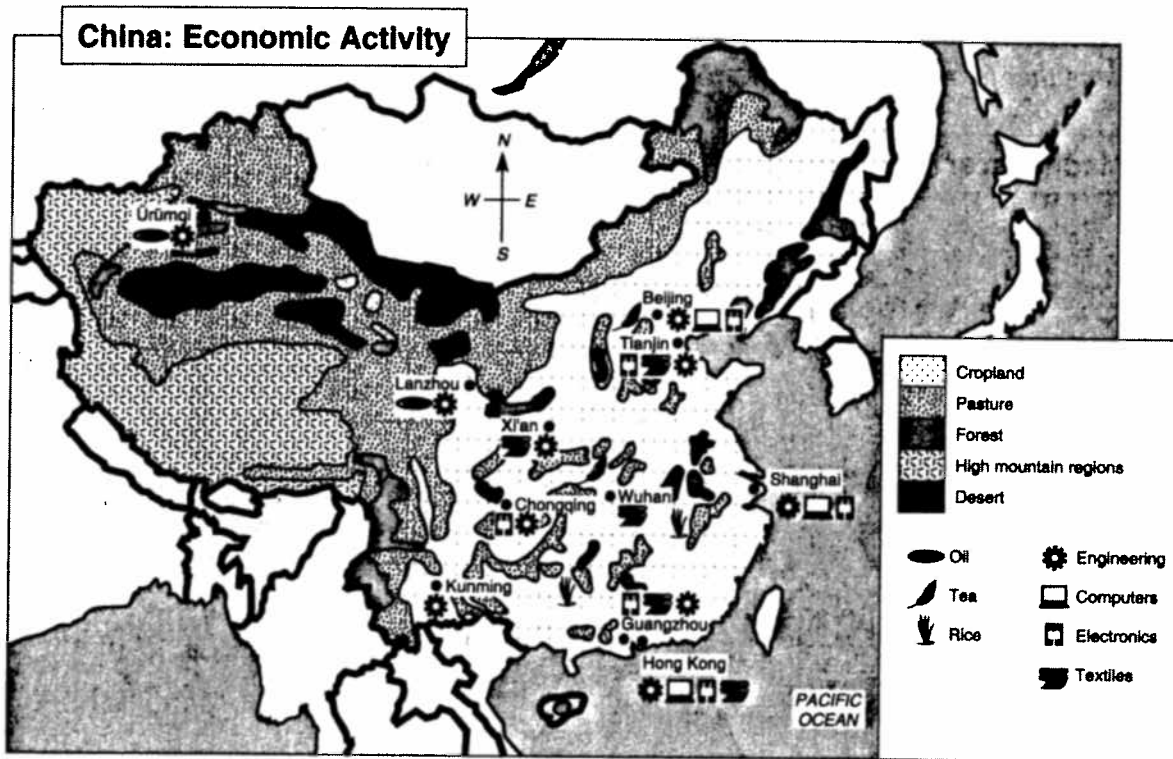 China: Economic Activity
N
W
E
S
Ürümqi
Beijing
Tianjin
Lanzhou
Xi'an
Shanghai
Wuhan
Chongqing
Kunming
Guangzhou
Hong Kong
PACIFIC
OCEAN
Cropland
Pasture
Forest
High mountain regions
Desert
Oil
Tea
Rice
Engineering
Computers
Electronics
Textiles